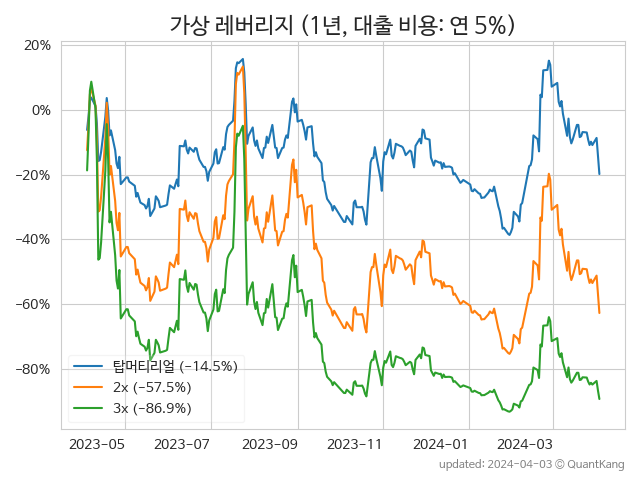 가상 레버리지 (1년, 대출 비용: 연 5%)
20%
0%
−20%
−40%
−60%
−80%
탑머티리얼 (−14.5%)
2x (−57.5%)
3x (−86.9%)
2023-05 2023-07 2023-09 2023-11 2024-01 2024-03
updated: 2024-04-03 © QuantKang